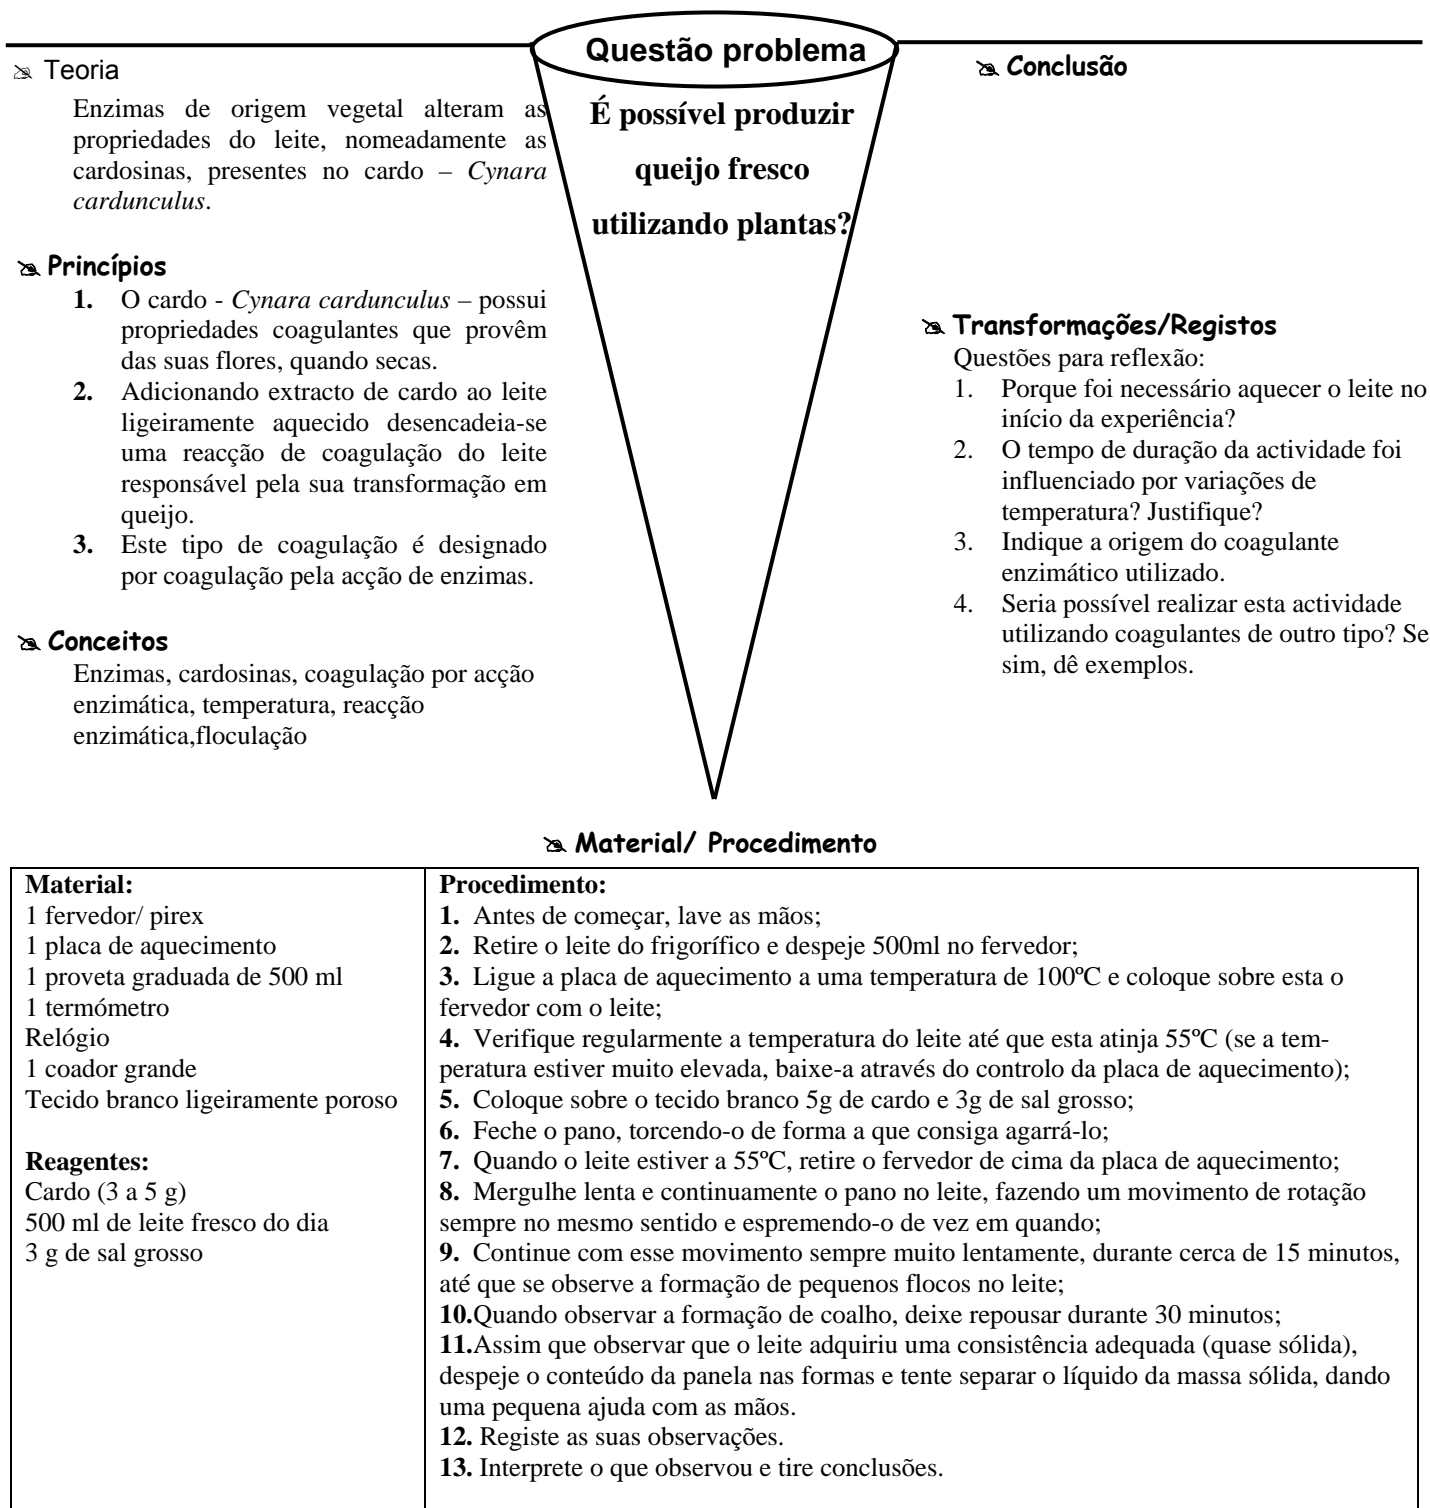 Questão problema
É possível produzir
queijo fresco
utilizando plantas?
Teoria
Enzimas de origem vegetal alteram as
propriedades do leite, nomeadamente as
cardosinas, presentes no cardo – Cynara
cardunculus.
Princípios
1. O cardo - Cynara cardunculus – possui
propriedades coagulantes que provêm
das suas flores, quando secas.
2. Adicionando extracto de cardo ao leite
ligeiramente aquecido desencadeia-se
uma reacção de coagulação do leite
responsável pela sua transformação em
queijo.
3. Este tipo de coagulação é designado
por coagulação pela acção de enzimas.
Conceitos
Enzimas, cardosinas, coagulação por acção
enzimática, temperatura, reacção
enzimática,floculação
Conclusão
Transformações/Registos
Questões para reflexão:
1. Porque foi necessário aquecer o leite no
início da experiência?
2. O tempo de duração da actividade foi
influenciado por variações de
temperatura? Justifique?
3. Indique a origem do coagulante
enzimático utilizado.
4. Seria possível realizar esta actividade
utilizando coagulantes de outro tipo? Se
sim, dê exemplos.
Material/ Procedimento
Material:
1 fervedor/ pirex
1 placa de aquecimento
1 proveta graduada de 500 ml
1 termómetro
Relógio
1 coador grande
Tecido branco ligeiramente poroso
Reagentes:
Cardo (3 a 5 g)
500 ml de leite fresco do dia
3 g de sal grosso
Procedimento:
1. Antes de começar, lave as mãos;
2. Retire o leite do frigorífico e despeje 500ml no fervedor;
3. Ligue a placa de aquecimento a uma temperatura de 100ºC e coloque sobre esta o
fervedor com o leite;
4. Verifique regularmente a temperatura do leite até que esta atinja 55ºC (se a tem-
peratura estiver muito elevada, baixe-a através do controlo da placa de aquecimento);
5. Coloque sobre o tecido branco 5g de cardo e 3g de sal grosso;
6. Feche o pano, torcendo-o de forma a que consiga agarrá-lo;
7. Quando o leite estiver a 55ºC, retire o fervedor de cima da placa de aquecimento;
8. Mergulhe lenta e continuamente o pano no leite, fazendo um movimento de rotação
sempre no mesmo sentido e espremendo-o de vez em quando;
9. Continue com esse movimento sempre muito lentamente, durante cerca de 15 minutos,
até que se observe a formação de pequenos flocos no leite;
10.Quando observar a formação de coalho, deixe repousar durante 30 minutos;
11.Assim que observar que o leite adquiriu uma consistência adequada (quase sólida),
despeje o conteúdo da panela nas formas e tente separar o líquido da massa sólida, dando
uma pequena ajuda com as mãos.
12. Registe as suas observações.
13. Interprete o que observou e tire conclusões.